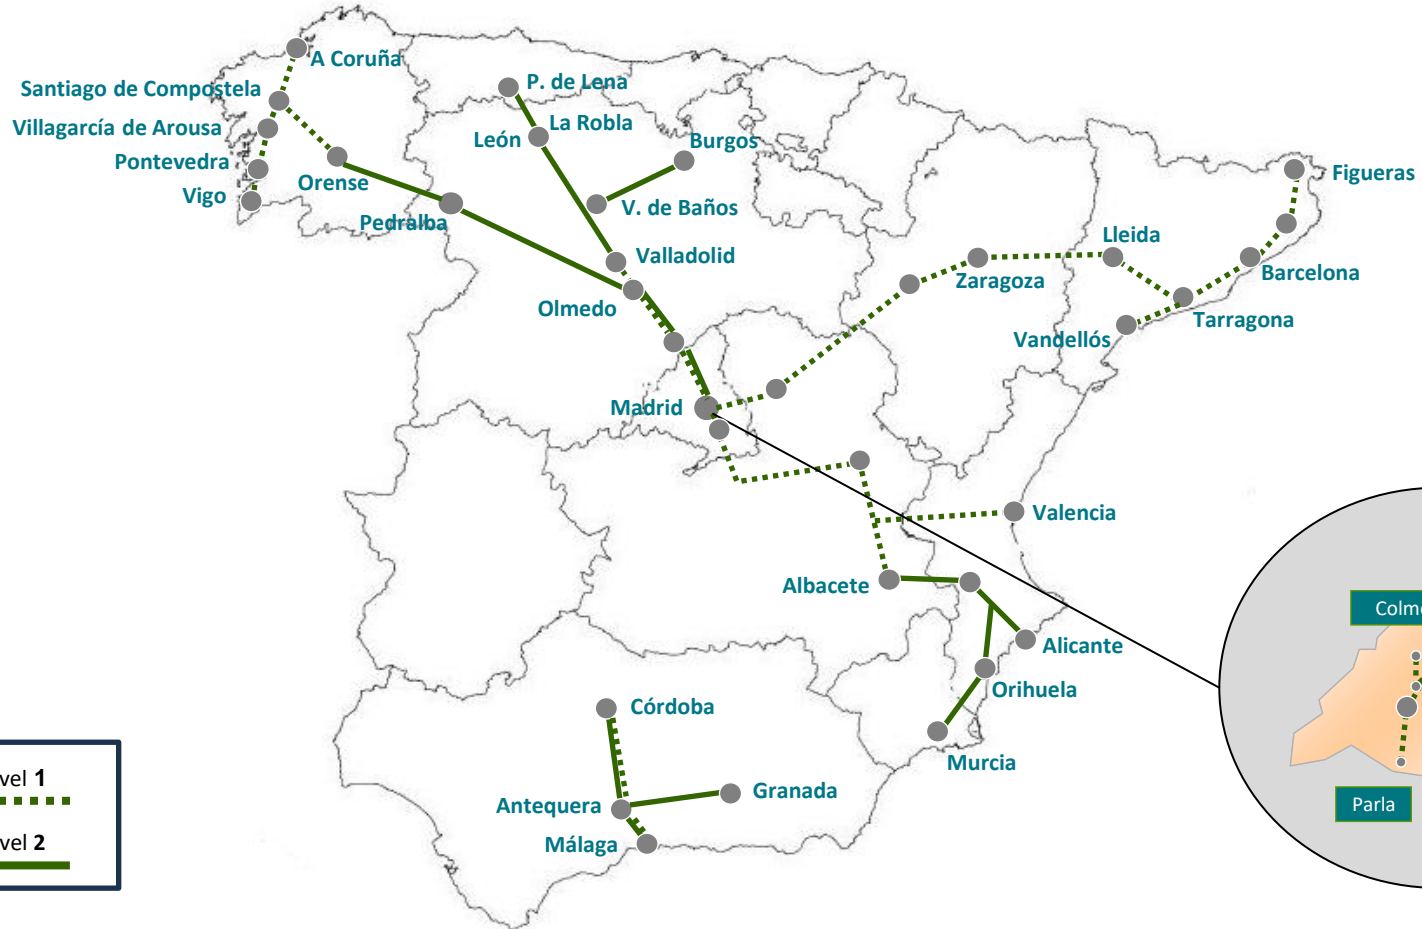 A Coruña
Santiago de Compostela
Villagarcía de Arousa
Pontevedra
Vigo
Orense
Pedralba
P. de Lena
La Robla
León
Burgos
V. de Baños
Valladolid
Olmedo
Madrid
Zaragoza
Lleida
Figueras
Barcelona
Tarragona
Vandellós
Valencia
Albacete
Alicante
Orihuela
Murcia
Córdoba
Antequera
Granada
Málaga
vel 1
vel 2
Colm
Parla